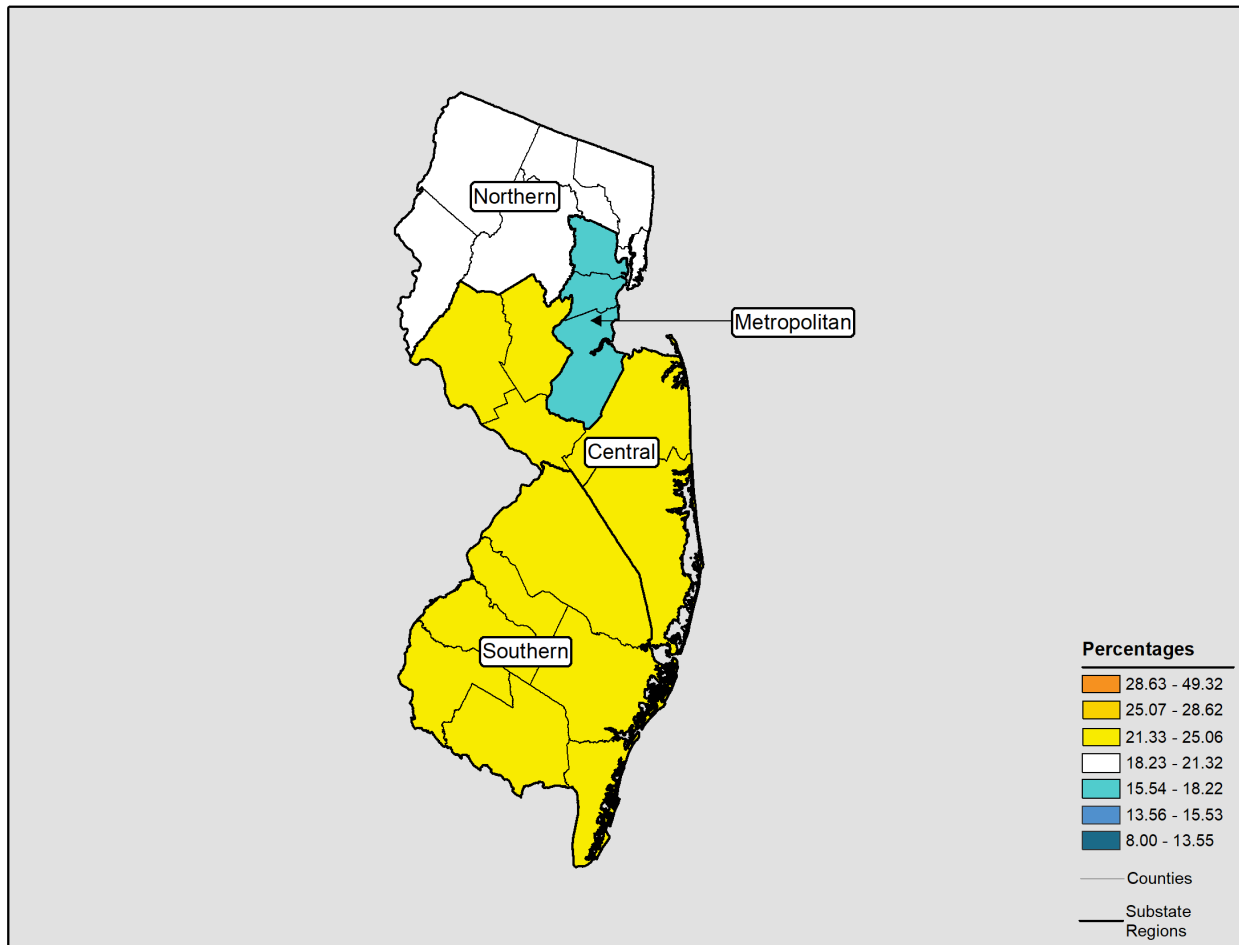 Northern
Metropolitan
Central
Southern
Percentages
28.63 - 49.32
25.07 - 28.62
21.33 - 25.06
18.23 - 21.32
15.54 - 18.22
13.56 - 15.53
8.00 - 13.55
Counties
Substate
Regions